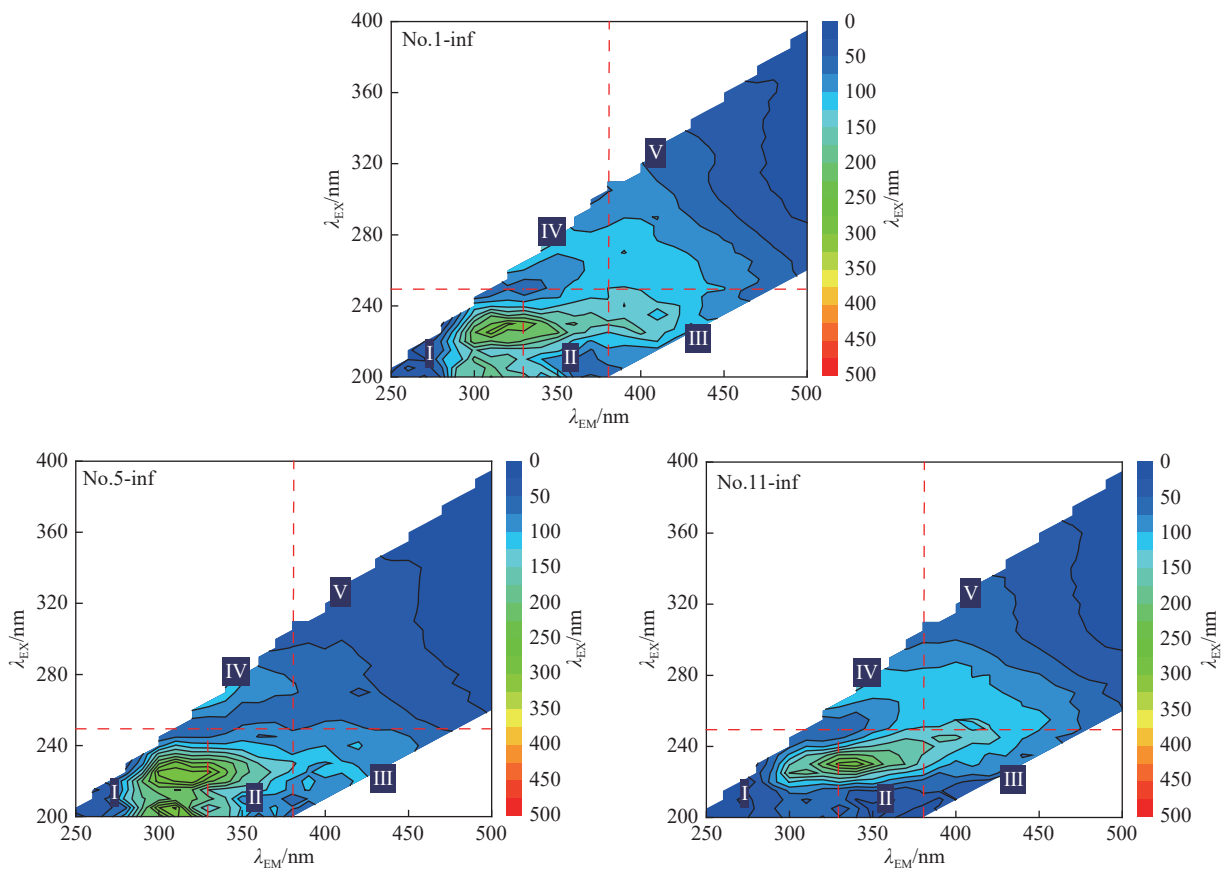 No.1-inf
400
360
320
280
240
200
λEX/nm
250
300
350
400
450
500
λEM/nm
I
II
III
IV
V
0
50
100
150
200
250
300
350
400
450
500
λEX/nm
No.5-inf
400
360
320
280
240
200
λEX/nm
250
300
350
400
450
500
λEM/nm
I
II
III
IV
V
0
50
100
150
200
250
300
350
400
450
500
λEX/nm
No.11-inf
400
360
320
280
240
200
λEX/nm
250
300
350
400
450
500
λEM/nm
I
II
III
IV
V
0
50
100
150
200
250
300
350
400
450
500
λEX/nm